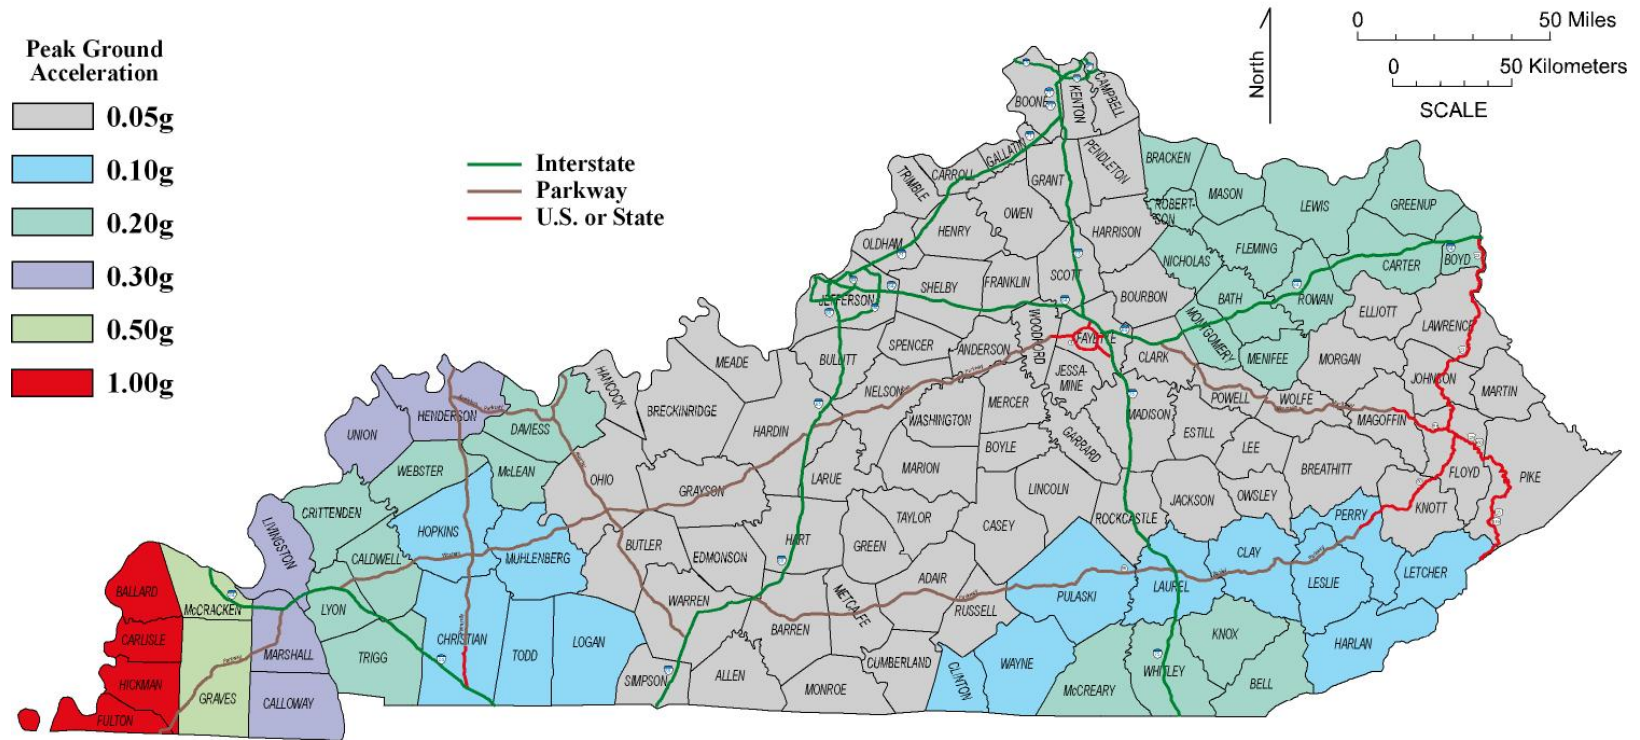 Peak Ground
Acceleration
0.05g
0.10g
0.20g
0.30g
0.50g
1.00g
Interstate
Parkway
U.S. or State
North
0 50 Miles
0 50 Kilometers
SCALE
BOONE
KENTON
CAMPBELL
GALLATIN
PENDLETON
BRACKEN
TRIMBLE
CARROLL
GRANT
MASON
ROBERT-
SON
LEWIS
GREENUP
OWEN
OLDHAM
HENRY
HARRISON
FLEMING
NICHOLAS
CARTER
BOYD
JEFFERSON
SHELBY
FRANKLIN
SCOTT
BOURBON
BATH
ROWAN
ELLIOTT
LAWRENCE
WOODFORD
FAYETTE
MONTGOMERY
MENIFEE
MORGAN
MEADE
BULLITT
SPENCER
ANDERSON
CLARK
JESSA-
MINE
JOHNSON
MARTIN
HANCOCK
BRECKINRIDGE
NELSON
MERCER
MADISON
POWELL
WOLFE
MAGOFFIN
HENDERSON
UNION
DAVIESS
HARDIN
WASHINGTON
BOYLE
GARRARD
ESTILL
LEE
BREATHITT
FLOYD
PIKE
WEBSTER
McLEAN
OHIO
GRAYSON
LARUE
MARION
LINCOLN
JACKSON
OWSLEY
KNOTT
CRITTENDEN
LIVINGSTON
HOPKINS
MUHLENBERG
BUTLER
EDMONSON
HART
TAYLOR
GREEN
CASEY
ROCKCASTLE
PERRY
CLAY
CALDWELL
LETCHER
BALLARD
McCRACKEN
LYON
WARREN
METCALFE
ADAIR
RUSSELL
PULASKI
LAUREL
LESLIE
CARLISLE
MARSHALL
TRIGG
CHRISTIAN
TODD
LOGAN
BARREN
CUMBERLAND
WAYNE
KNOX
HARLAN
HICKMAN
GRAVES
CALLOWAY
SIMPSON
ALLEN
MONROE
CLINTON
McCREARY
WHITLEY
BELL
FULTON